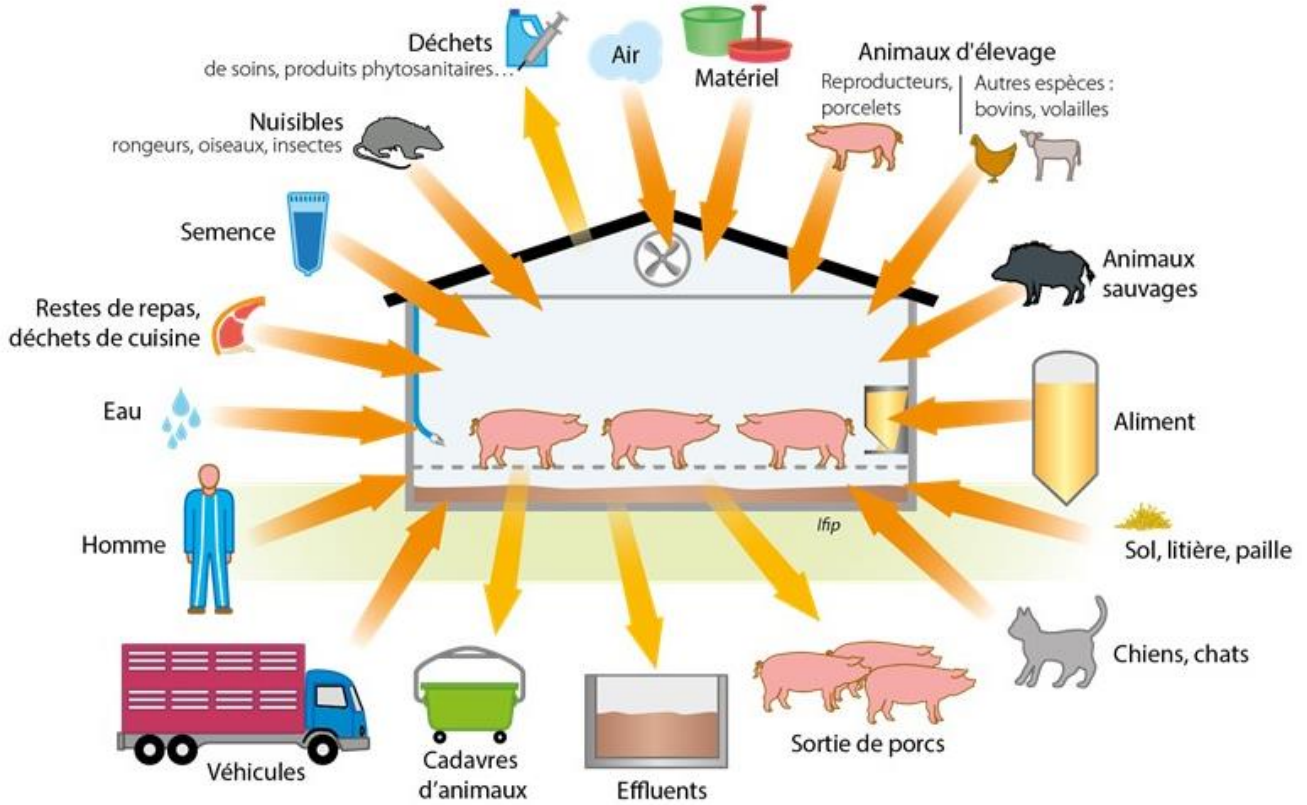 Déchets
de soins, produits phytosanitaires...
Air
Matériel
Animaux d'élevage
Reproducteurs,
porcelets
Autres espèces :
bovins, volailles
Nuisibles
rongeurs, oiseaux, insectes
Semence
Animaux
sauvages
Restes de repas,
déchets de cuisine
Eau
Aliment
Ifip
Homme
Sol, litière, paille
Chiens, chats
Véhicules
Cadavres
d'animaux
Effluents
Sortie de porcs